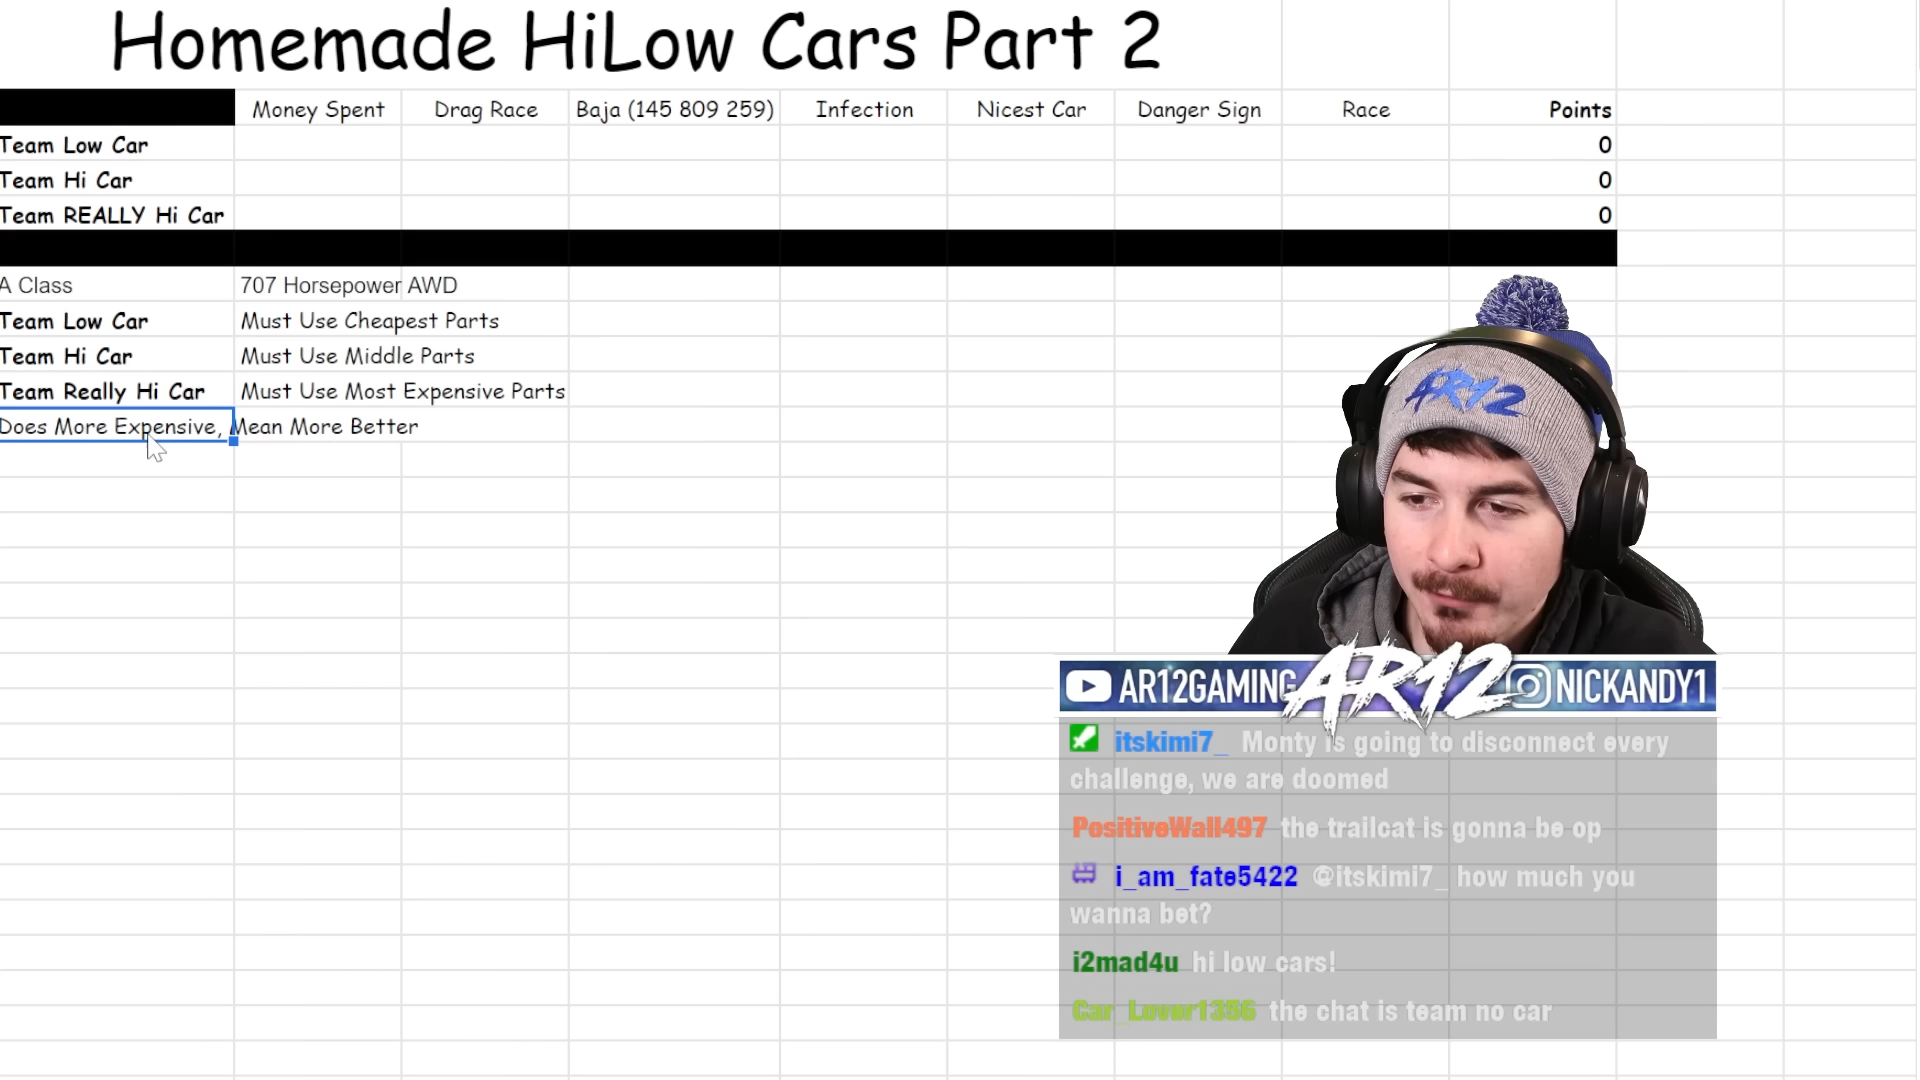 Homemade HiLow Cars Part 2
Money Spent Drag Race Baja (145 809 259) Infection Nicest Car Danger Sign Race Points
Team Low Car 0
Team Hi Car 0
Team REALLY Hi Car 0
A Class 707 Horsepower AWD
Team Low Car Must Use Cheapest Parts
Team Hi Car Must Use Middle Parts
Team Really Hi Car Must Use Most Expensive Parts
Does More Expensive, Mean More Better
AR12
AR12GAMING AR12 NICKANDY1
itskimi7_ Monty is going to disconnect every
challenge, we are doomed
PositiveWall497 the trailcat is gonna be op
i_am_fate5422 @itskimi7_ how much you
wanna bet?
i2mad4u hi low cars!
Car_Lover1356 the chat is team no car